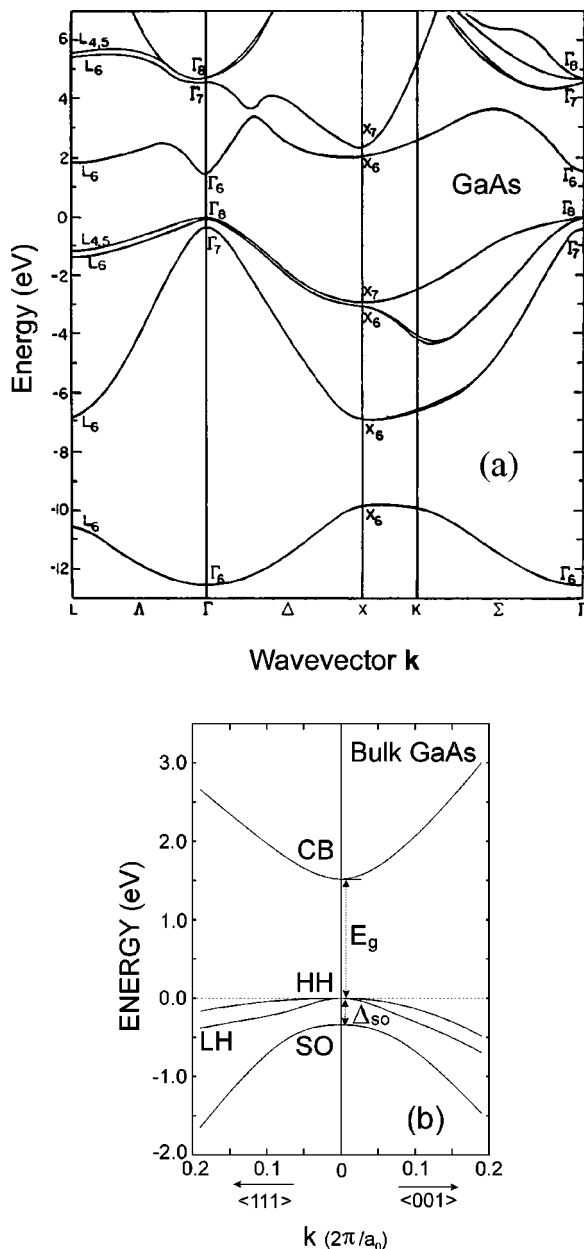 6
L4,5
L6
Γ8
Γ7
Γ8
Γ7
4
X7
2
L6
Γ6
X6
GaAs
Γ6
0
Γ8
Γ7
Γ8
Γ7
L4,5
L6
-2
X7
X6
-4
Energy (eV)
-6
L6
X6
(a)
-8
-10
L6
X6
-12
Γ6
Γ6
L Λ Γ Δ X K Σ Γ
Wavevector k
3.0
Bulk GaAs
CB
2.0
1.0
Eg
ENERGY (eV)
HH
0.0
Δso
LH
SO
-1.0
(b)
-2.0
0.2 0.1 0 0.1 0.2
<111> <001>
k (2π/a0)